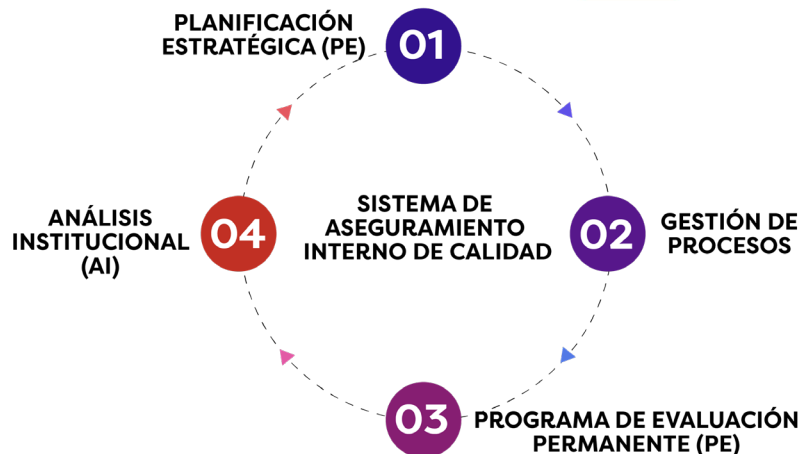 PLANIFICACIÓN
ESTRATÉGICA (PE)
01
SISTEMA DE
ASEGURAMIENTO
INTERNO DE CALIDAD
02
GESTIÓN DE
PROCESOS
03
PROGRAMA DE EVALUACIÓN
PERMANENTE (PE)
04
ANÁLISIS
INSTITUCIONAL
(AI)